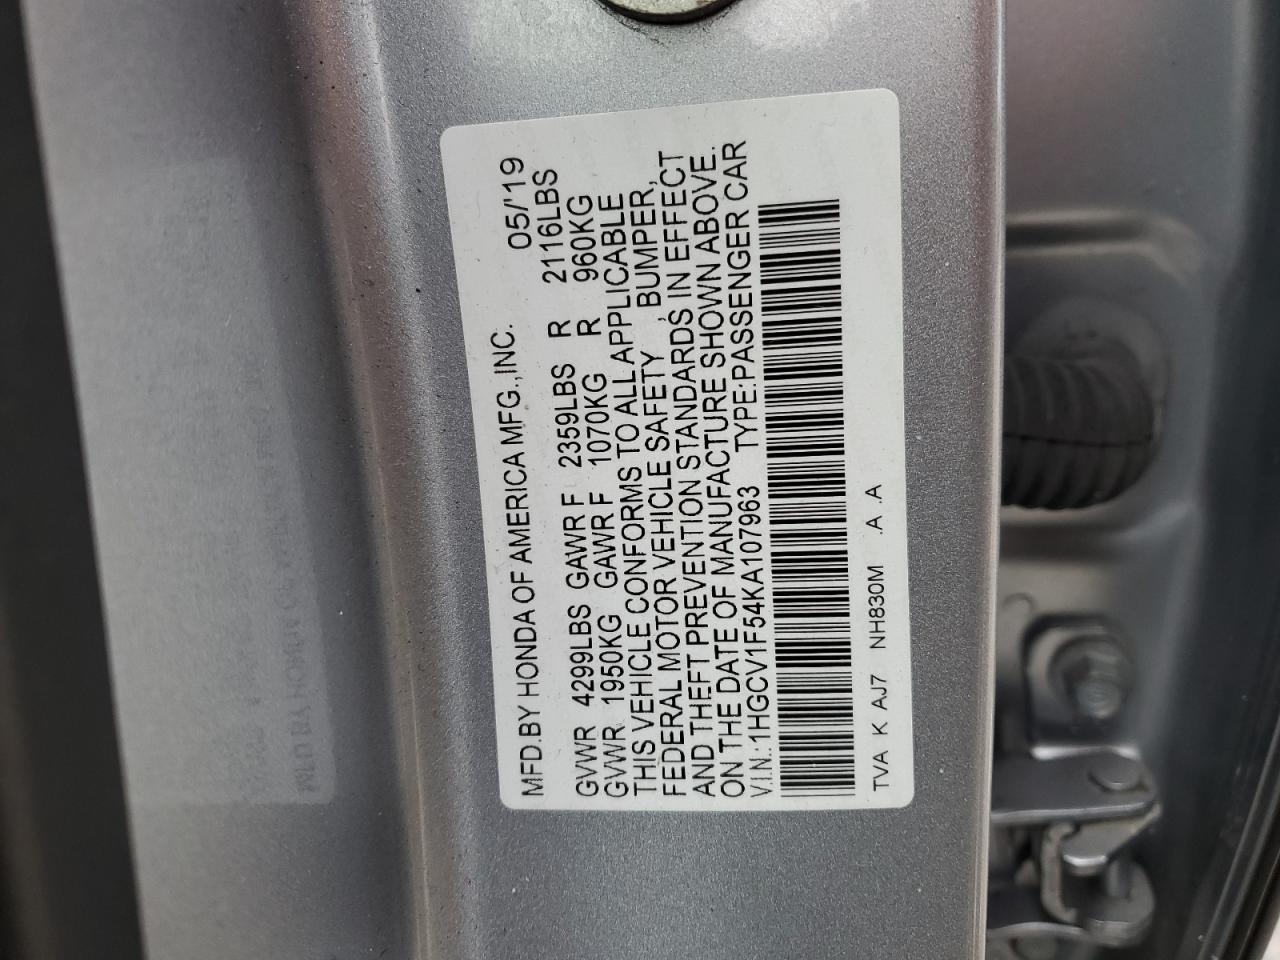 MFD.BY HONDA OF AMERICA MFG.,INC. 05/'19
GVWR 4299LBS GAWR F 2359LBS R 2116LBS
GVWR 1950KG GAWR F 1070KG R 960KG
THIS VEHICLE CONFORMS TO ALL APPLICABLE
FEDERAL MOTOR VEHICLE SAFETY , BUMPER,
AND THEFT PREVENTION STANDARDS IN EFFECT
ON THE DATE OF MANUFACTURE SHOWN ABOVE.
V.I.N.:1HGCV1F54KA107963 TYPE:PASSENGER CAR
TVA K AJ7 NH830M .A .A